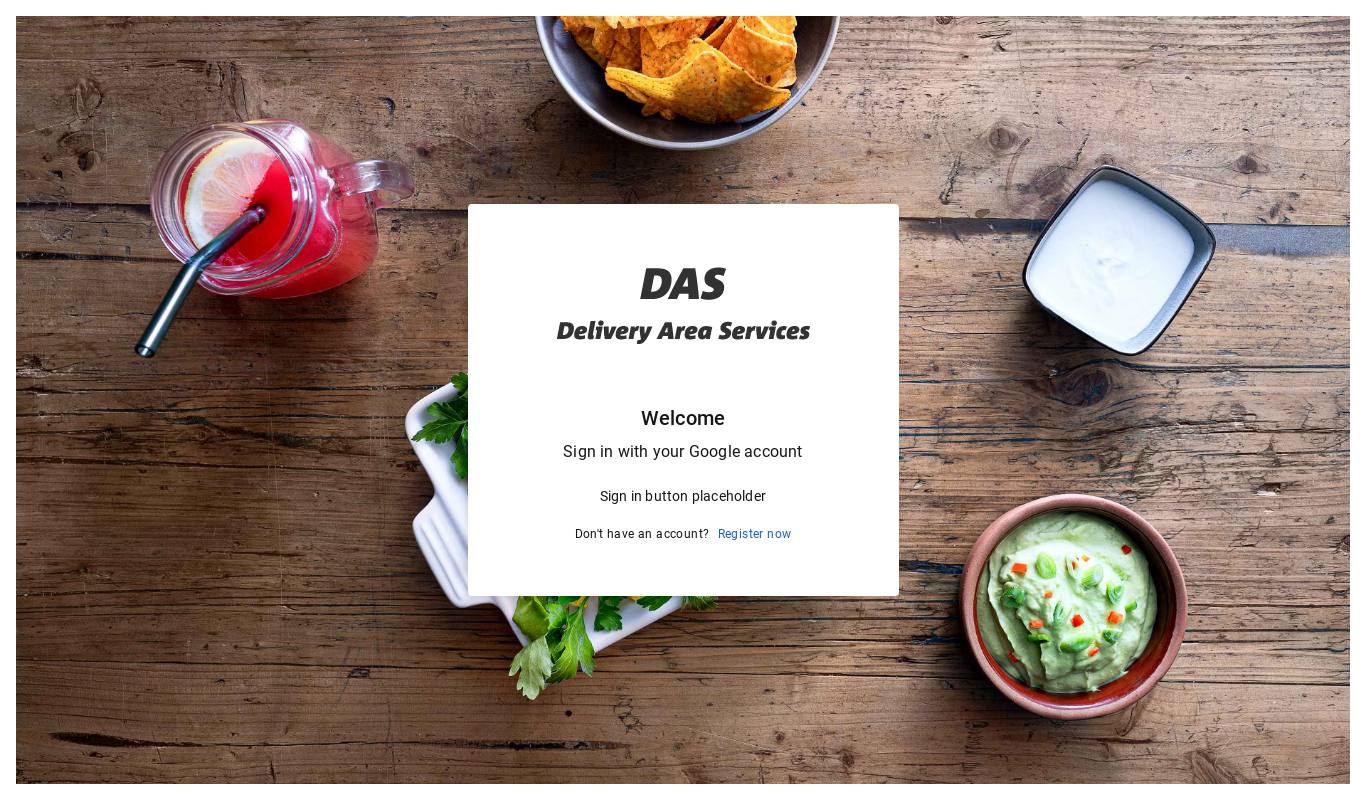 DAS
Delivery Area Services
Welcome
Sign in with your Google account
Sign in button placeholder
Don't have an account? Register now